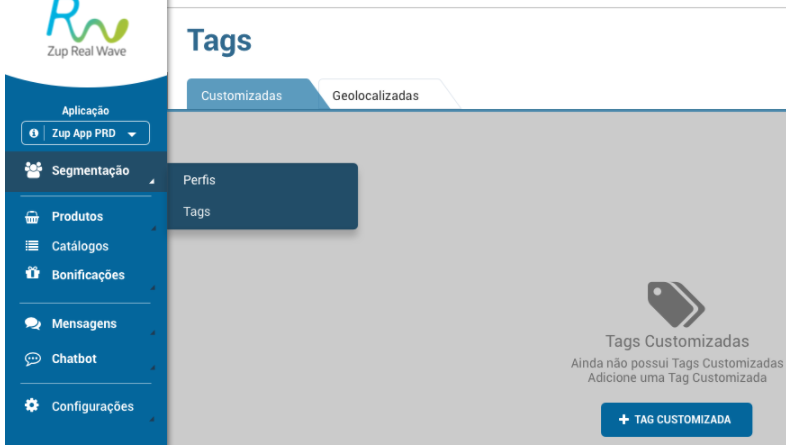 Zup Real Wave
Tags
Customizadas
Geolocalizadas
Aplicação
Zup App PRD
Segmentação
Perfis
Tags
Produtos
Catálogos
Bonificações
Mensagens
Chatbot
Configurações
Tags Customizadas
Ainda não possui Tags Customizadas
Adicione uma Tag Customizada
+ TAG CUSTOMIZADA